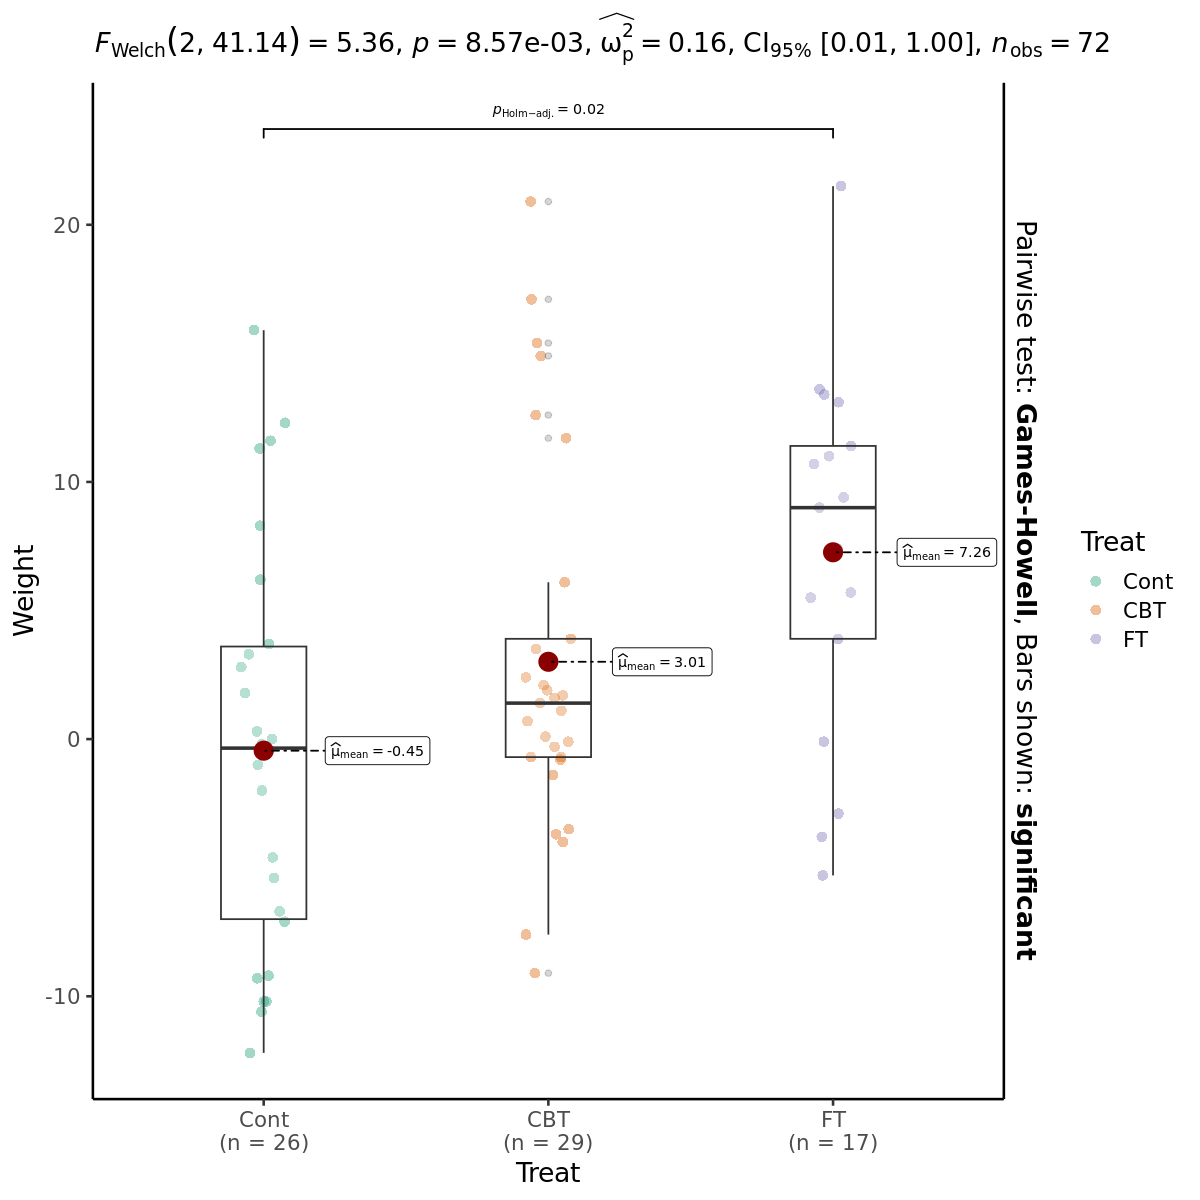 F_Welch(2, 41.14) = 5.36, p = 8.57e-03, ω̂²_p = 0.16, CI_95% [0.01, 1.00], n_obs = 72
p_Holm−adj. = 0.02
Weight
20
10
0
-10
μ̂_mean = -0.45
μ̂_mean = 3.01
μ̂_mean = 7.26
Cont
(n = 26)
CBT
(n = 29)
FT
(n = 17)
Treat
Pairwise test: Games-Howell, Bars shown: significant
Treat
Cont
CBT
FT